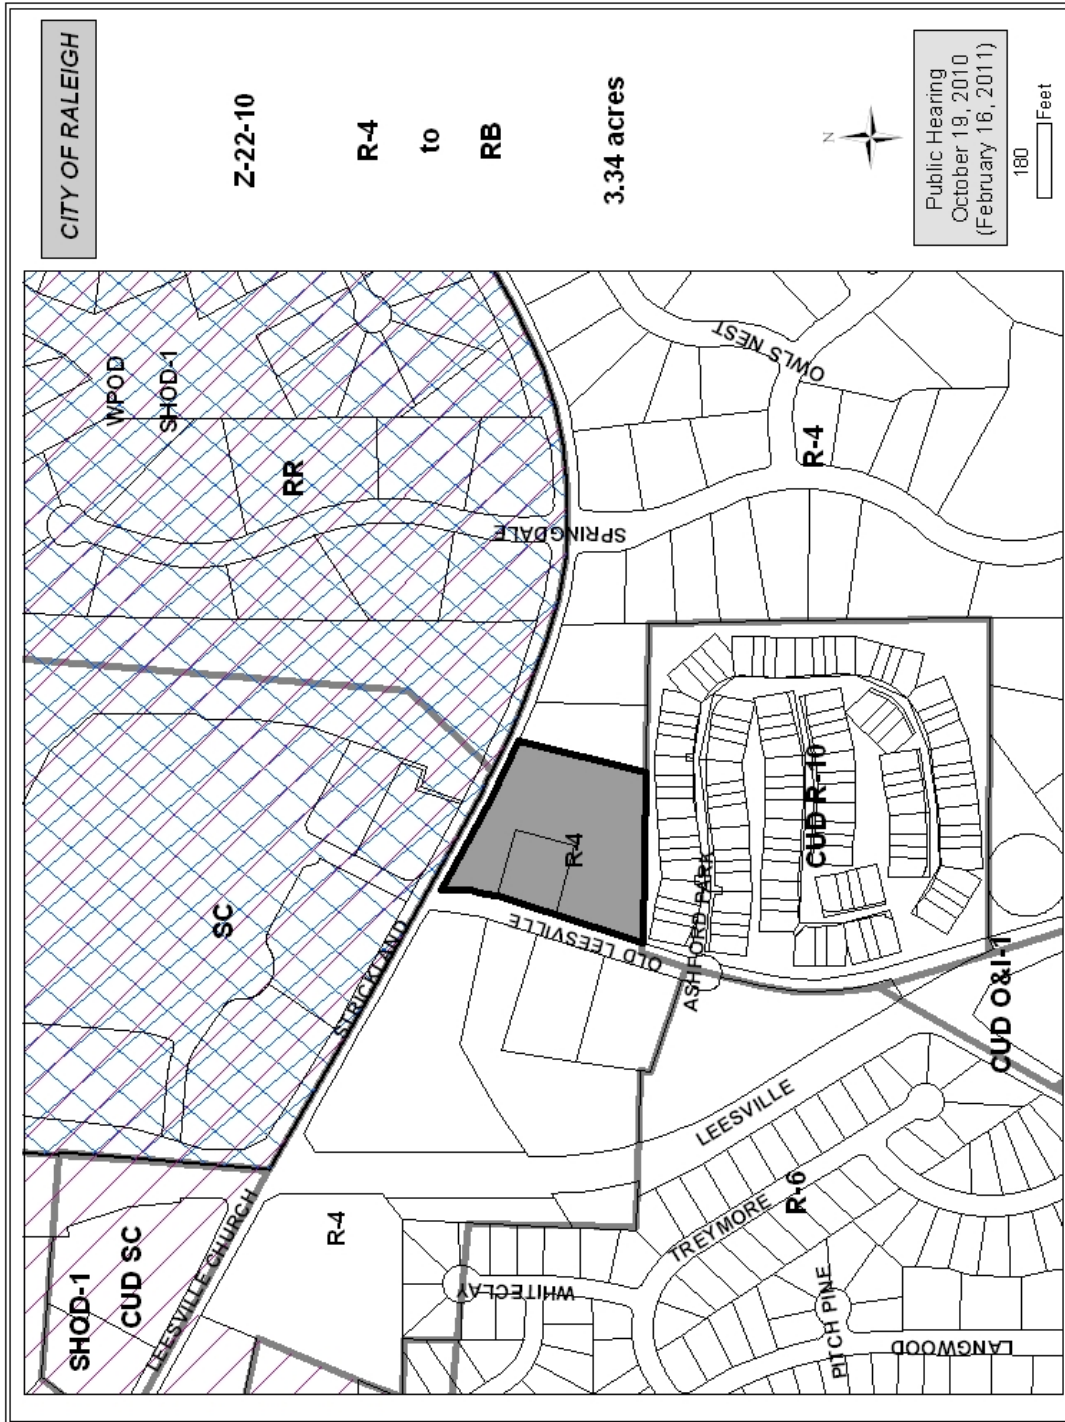 CITY OF RALEIGH
Z-22-10
R-4
to
RB
3.34 acres
N
Public Hearing
October 19, 2010
(February 16, 2011)
180
Feet
SHOD-1
CUD SC
LEESVILLE CHURCH
SC
STRICKLAND
WPOD
SHOD-1
RR
SPRINGDALE
R-4
WHITECLAY
TREYMORE
R-6
PITCH PINE
LANGWOOD
LEESVILLE
OLD LEESVILLE
R-4
ASHFORD PARK
CUD R-10
CUD O&I-1
R-4
OWLS NEST